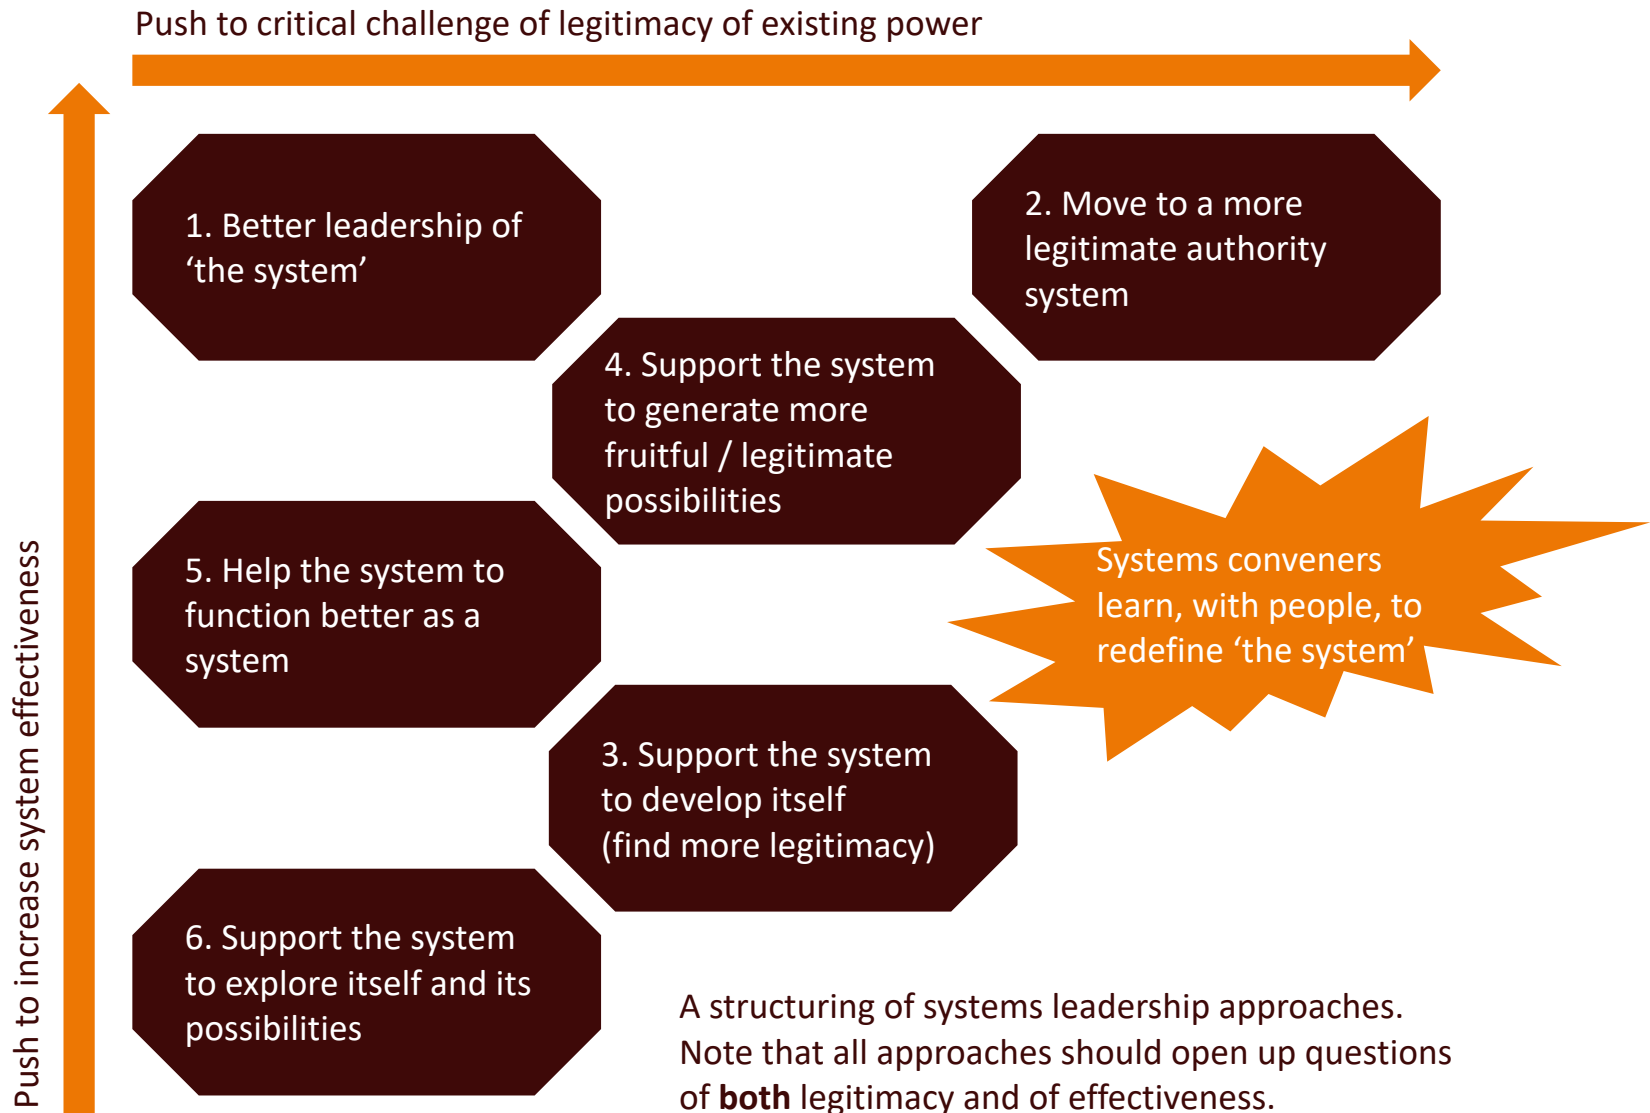 Push to critical challenge of legitimacy of existing power
Push to increase system effectiveness
1. Better leadership of
‘the system’
2. Move to a more
legitimate authority
system
4. Support the system
to generate more
fruitful / legitimate
possibilities
5. Help the system to
function better as a
system
Systems conveners
learn, with people, to
redefine ‘the system’
3. Support the system
to develop itself
(find more legitimacy)
6. Support the system
to explore itself and its
possibilities
A structuring of systems leadership approaches.
Note that all approaches should open up questions
of both legitimacy and of effectiveness.